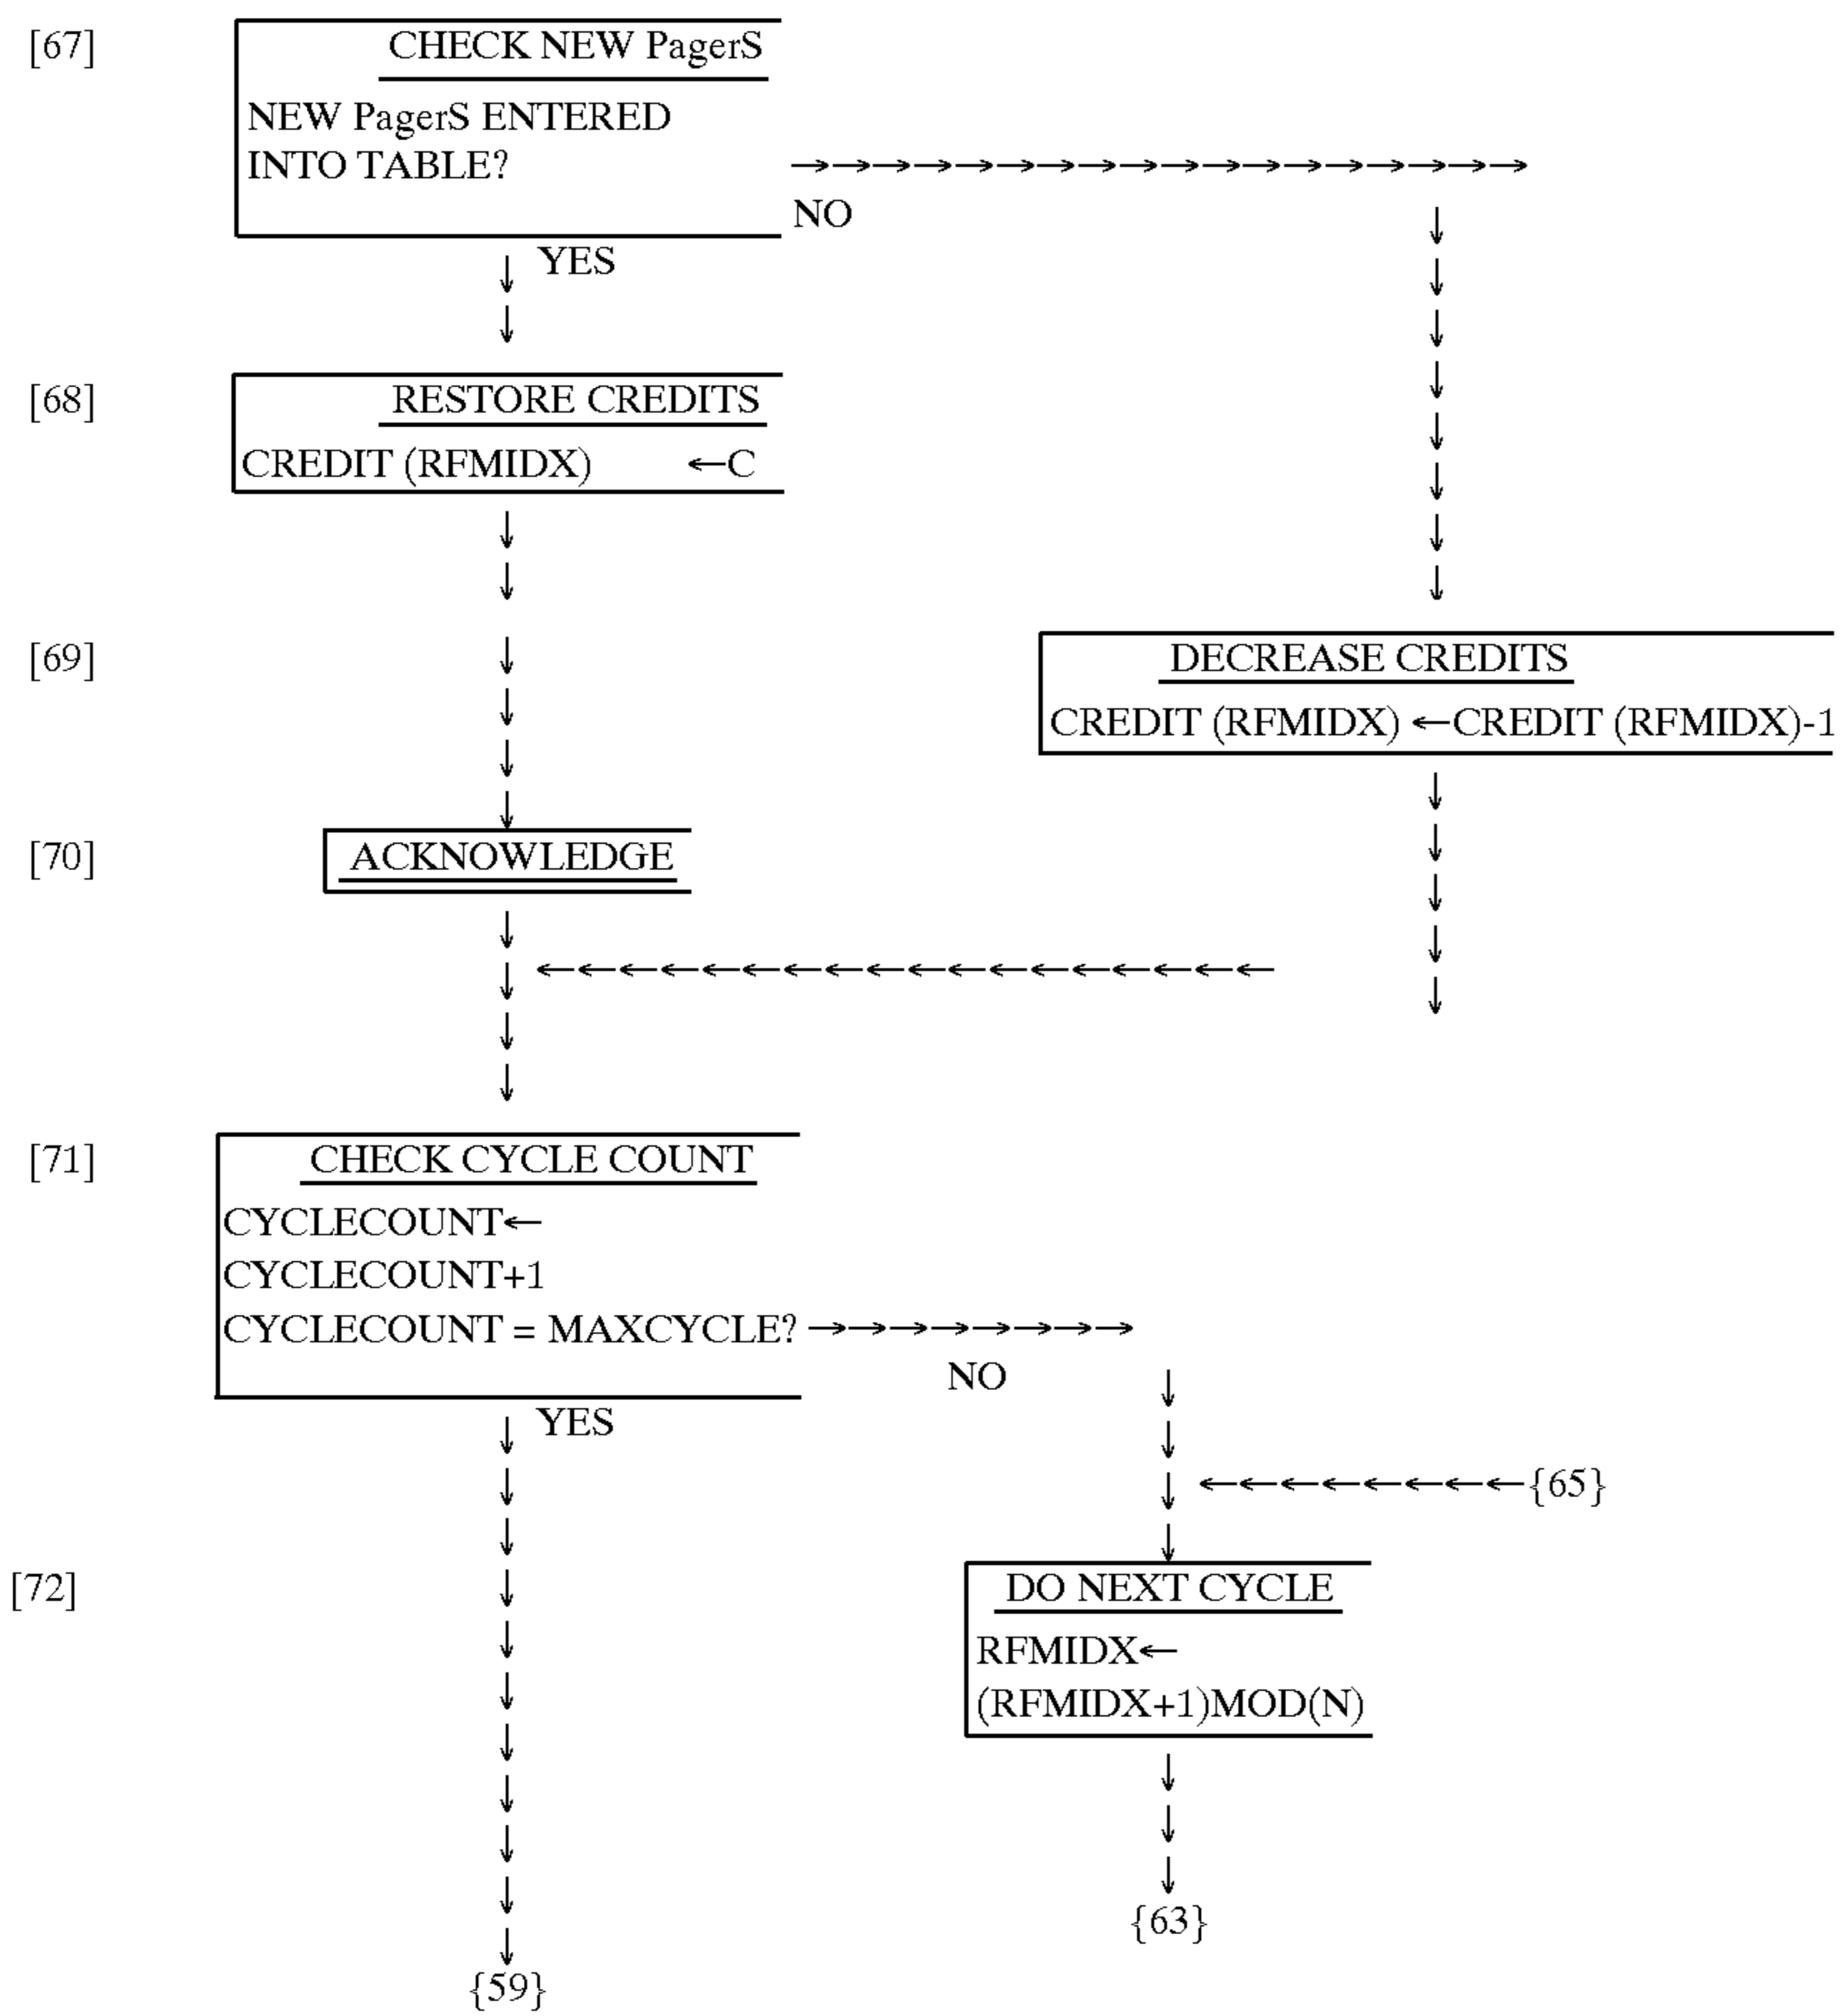 [67]
CHECK NEW PagerS
NEW PagerS ENTERED
INTO TABLE? →→→→→→→→→→→→→→→→→→
NO
YES
[68]
RESTORE CREDITS
CREDIT (RFMIDX) ←C
[69]
DECREASE CREDITS
CREDIT (RFMIDX) ←CREDIT (RFMIDX)-1
[70]
ACKNOWLEDGE
[71]
CHECK CYCLE COUNT
CYCLECOUNT←
CYCLECOUNT+1
CYCLECOUNT = MAXCYCLE? →→→→→→→→
NO
YES
←←←←←←←←{65}
[72]
DO NEXT CYCLE
RFMIDX←
(RFMIDX+1)MOD(N)
{63}
{59}